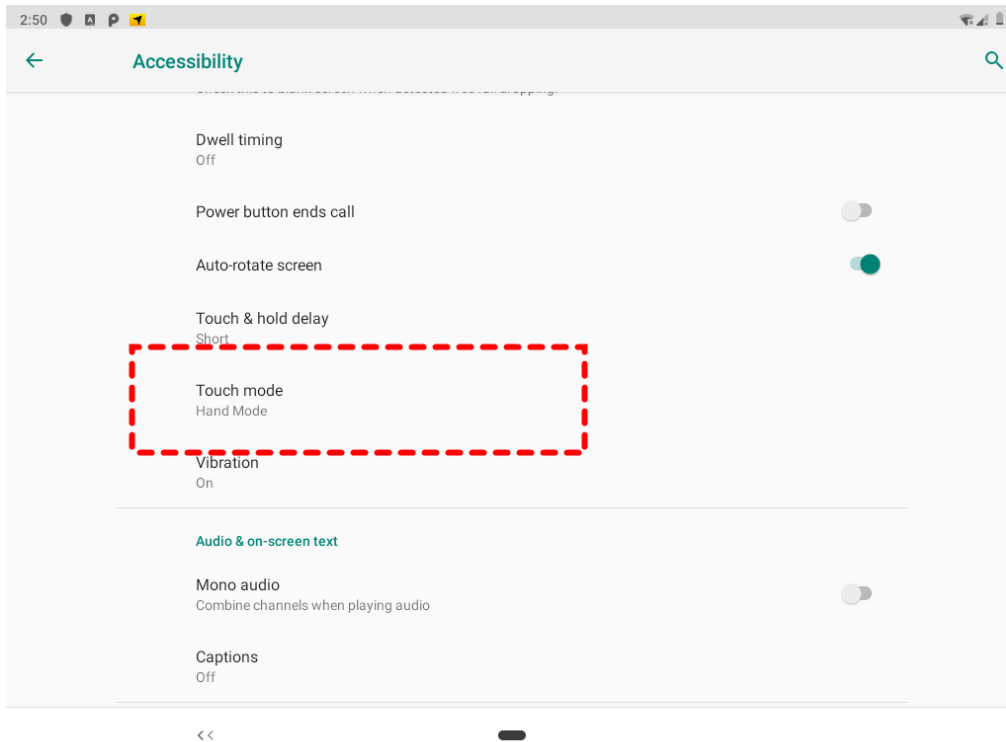 2:50
Accessibility
Dwell timing
Off
Power button ends call
Auto-rotate screen
Touch & hold delay
Short
Touch mode
Hand Mode
Vibration
On
Audio & on-screen text
Mono audio
Combine channels when playing audio
Captions
Off